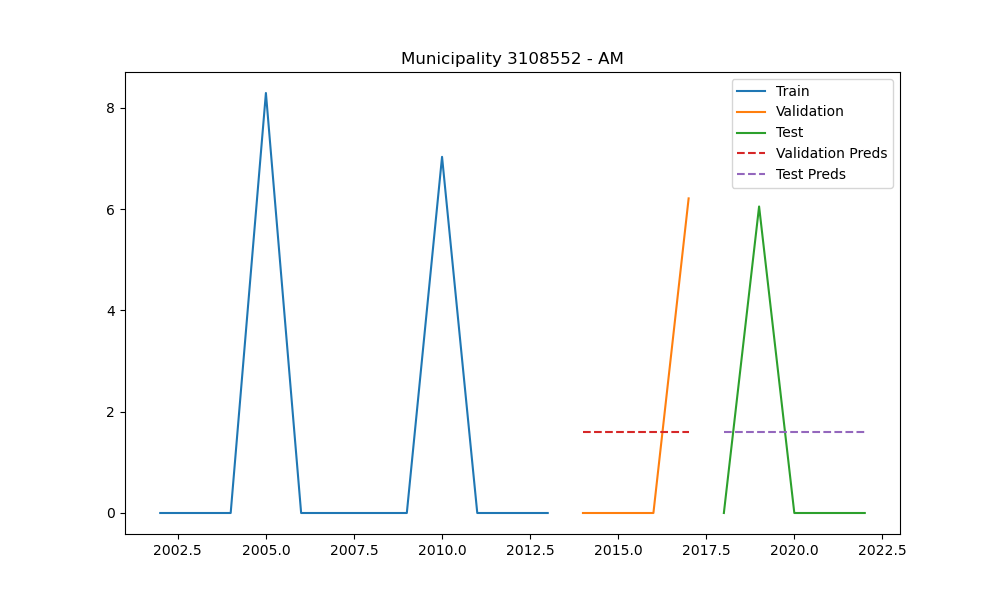 Municipality 3108552 - AM
Train
Validation
Test
Validation Preds
Test Preds
8
6
4
2
0
2002.5 2005.0 2007.5 2010.0 2012.5 2015.0 2017.5 2020.0 2022.5